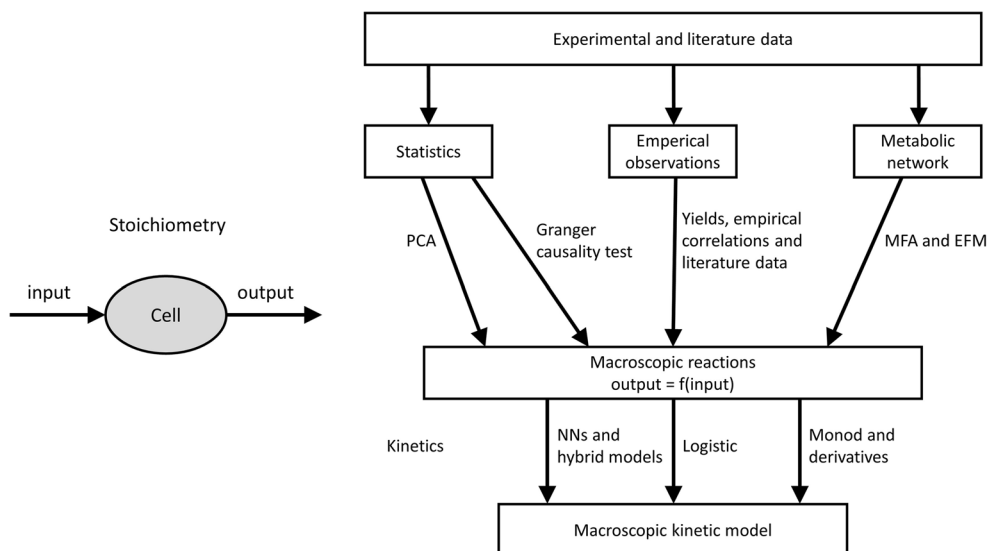 Experimental and literature data
Statistics
Emperical
observations
Metabolic
network
Stoichiometry
PCA
Granger
causality test
Yields, empirical
correlations and
literature data
MFA and EFM
input
Cell
output
Macroscopic reactions
output = f(input)
Kinetics
NNs and
hybrid models
Logistic
Monod and
derivatives
Macroscopic kinetic model